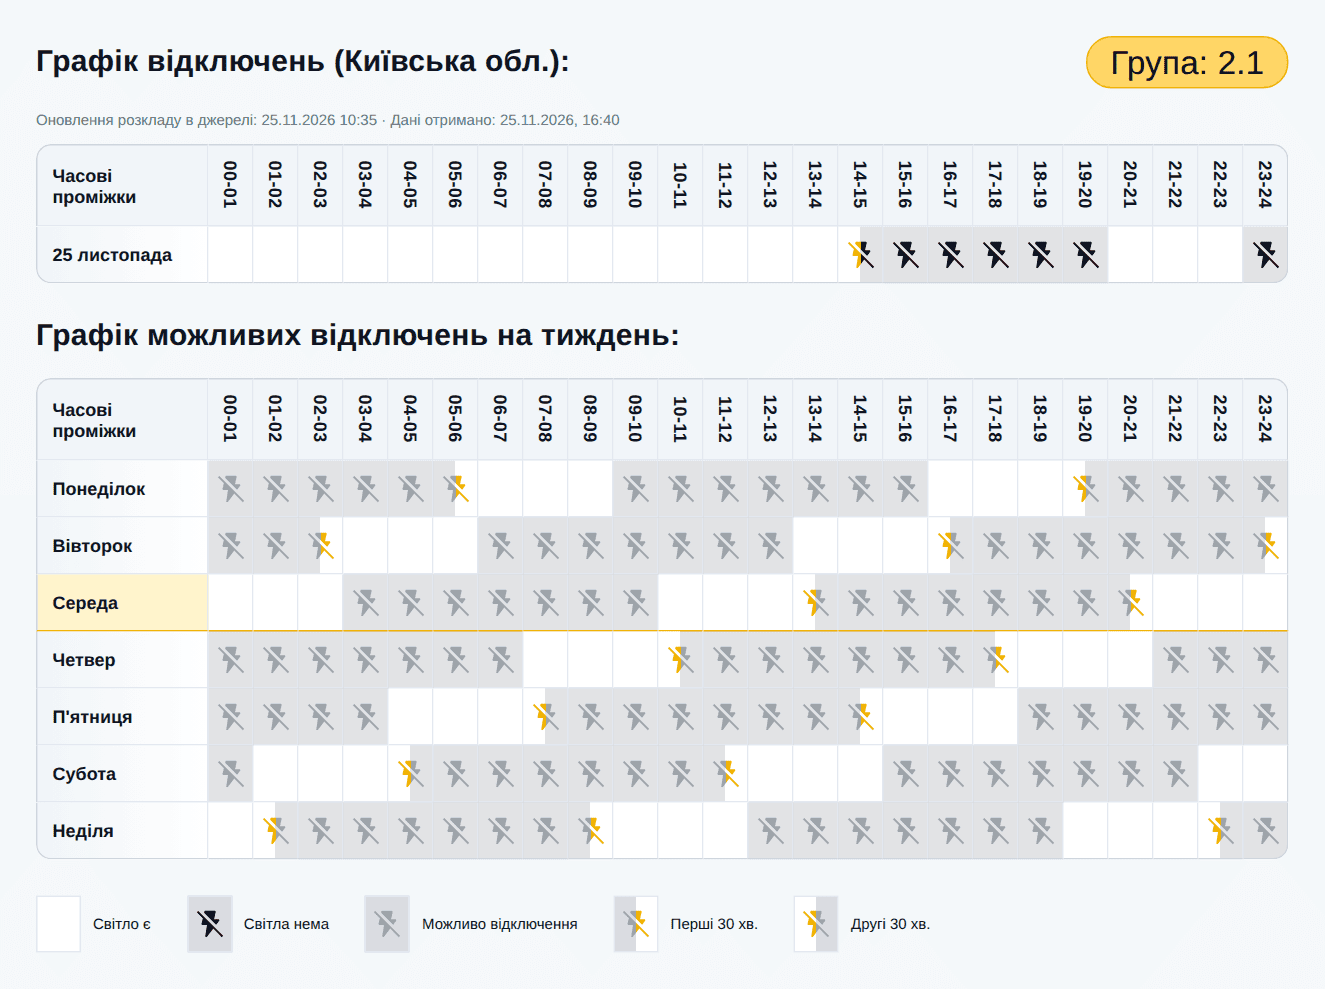 Графік відключень (Київська обл.):
Група: 2.1
Оновлення розкладу в джерелі: 25.11.2026 10:35 · Дані отримано: 25.11.2026, 16:40
Часові
проміжки
00-01 01-02 02-03 03-04 04-05 05-06 06-07 07-08 08-09 09-10 10-11 11-12 12-13 13-14 14-15 15-16 16-17 17-18 18-19 19-20 20-21 21-22 22-23 23-24
25 листопада
Графік можливих відключень на тиждень:
Часові
проміжки
00-01 01-02 02-03 03-04 04-05 05-06 06-07 07-08 08-09 09-10 10-11 11-12 12-13 13-14 14-15 15-16 16-17 17-18 18-19 19-20 20-21 21-22 22-23 23-24
Понеділок
Вівторок
Середа
Четвер
П'ятниця
Субота
Неділя
Світло є
Світла нема
Можливо відключення
Перші 30 хв.
Другі 30 хв.